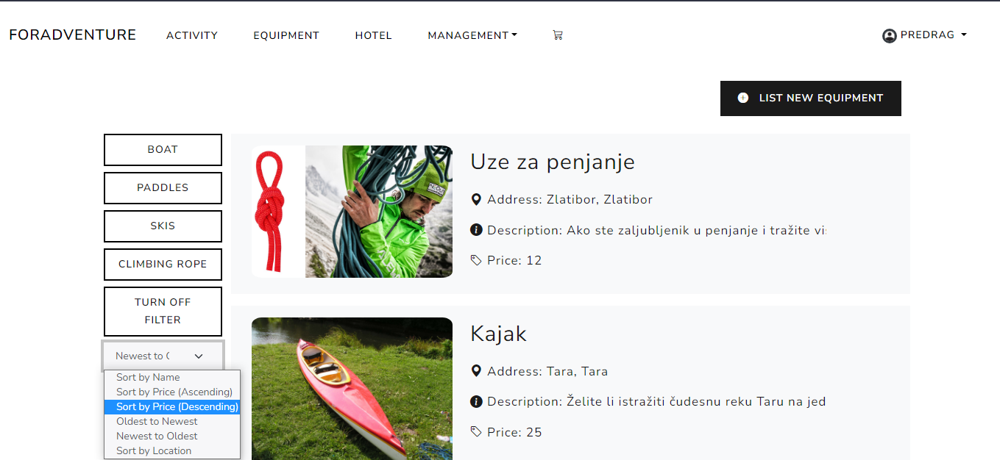 FORADVENTURE ACTIVITY EQUIPMENT HOTEL MANAGEMENT PREDRAG
LIST NEW EQUIPMENT
BOAT
PADDLES
SKIS
CLIMBING ROPE
TURN OFF
FILTER
Newest to
Sort by Name
Sort by Price (Ascending)
Sort by Price (Descending)
Oldest to Newest
Newest to Oldest
Sort by Location
Uze za penjanje
Address: Zlatibor, Zlatibor
Description: Ako ste zaljubljenik u penjanje i tražite
Price: 12
Kajak
Address: Tara, Tara
Description: Želite li istražiti čudesnu reku Taru na jed
Price: 25